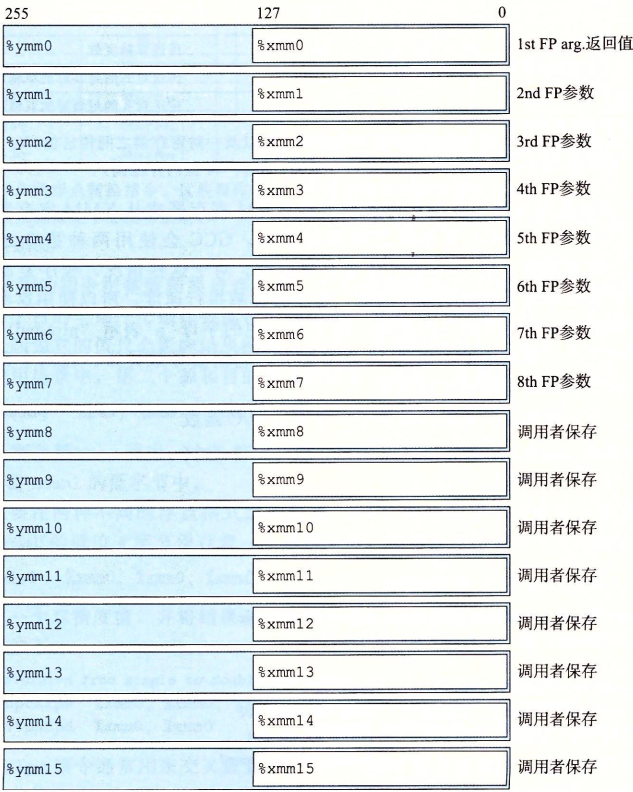 255 127 0
%ymm0 %xmm0 1st FP arg.返回值
%ymm1 %xmm1 2nd FP参数
%ymm2 %xmm2 3rd FP参数
%ymm3 %xmm3 4th FP参数
%ymm4 %xmm4 5th FP参数
%ymm5 %xmm5 6th FP参数
%ymm6 %xmm6 7th FP参数
%ymm7 %xmm7 8th FP参数
%ymm8 %xmm8 调用者保存
%ymm9 %xmm9 调用者保存
%ymm10 %xmm10 调用者保存
%ymm11 %xmm11 调用者保存
%ymm12 %xmm12 调用者保存
%ymm13 %xmm13 调用者保存
%ymm14 %xmm14 调用者保存
%ymm15 %xmm15 调用者保存